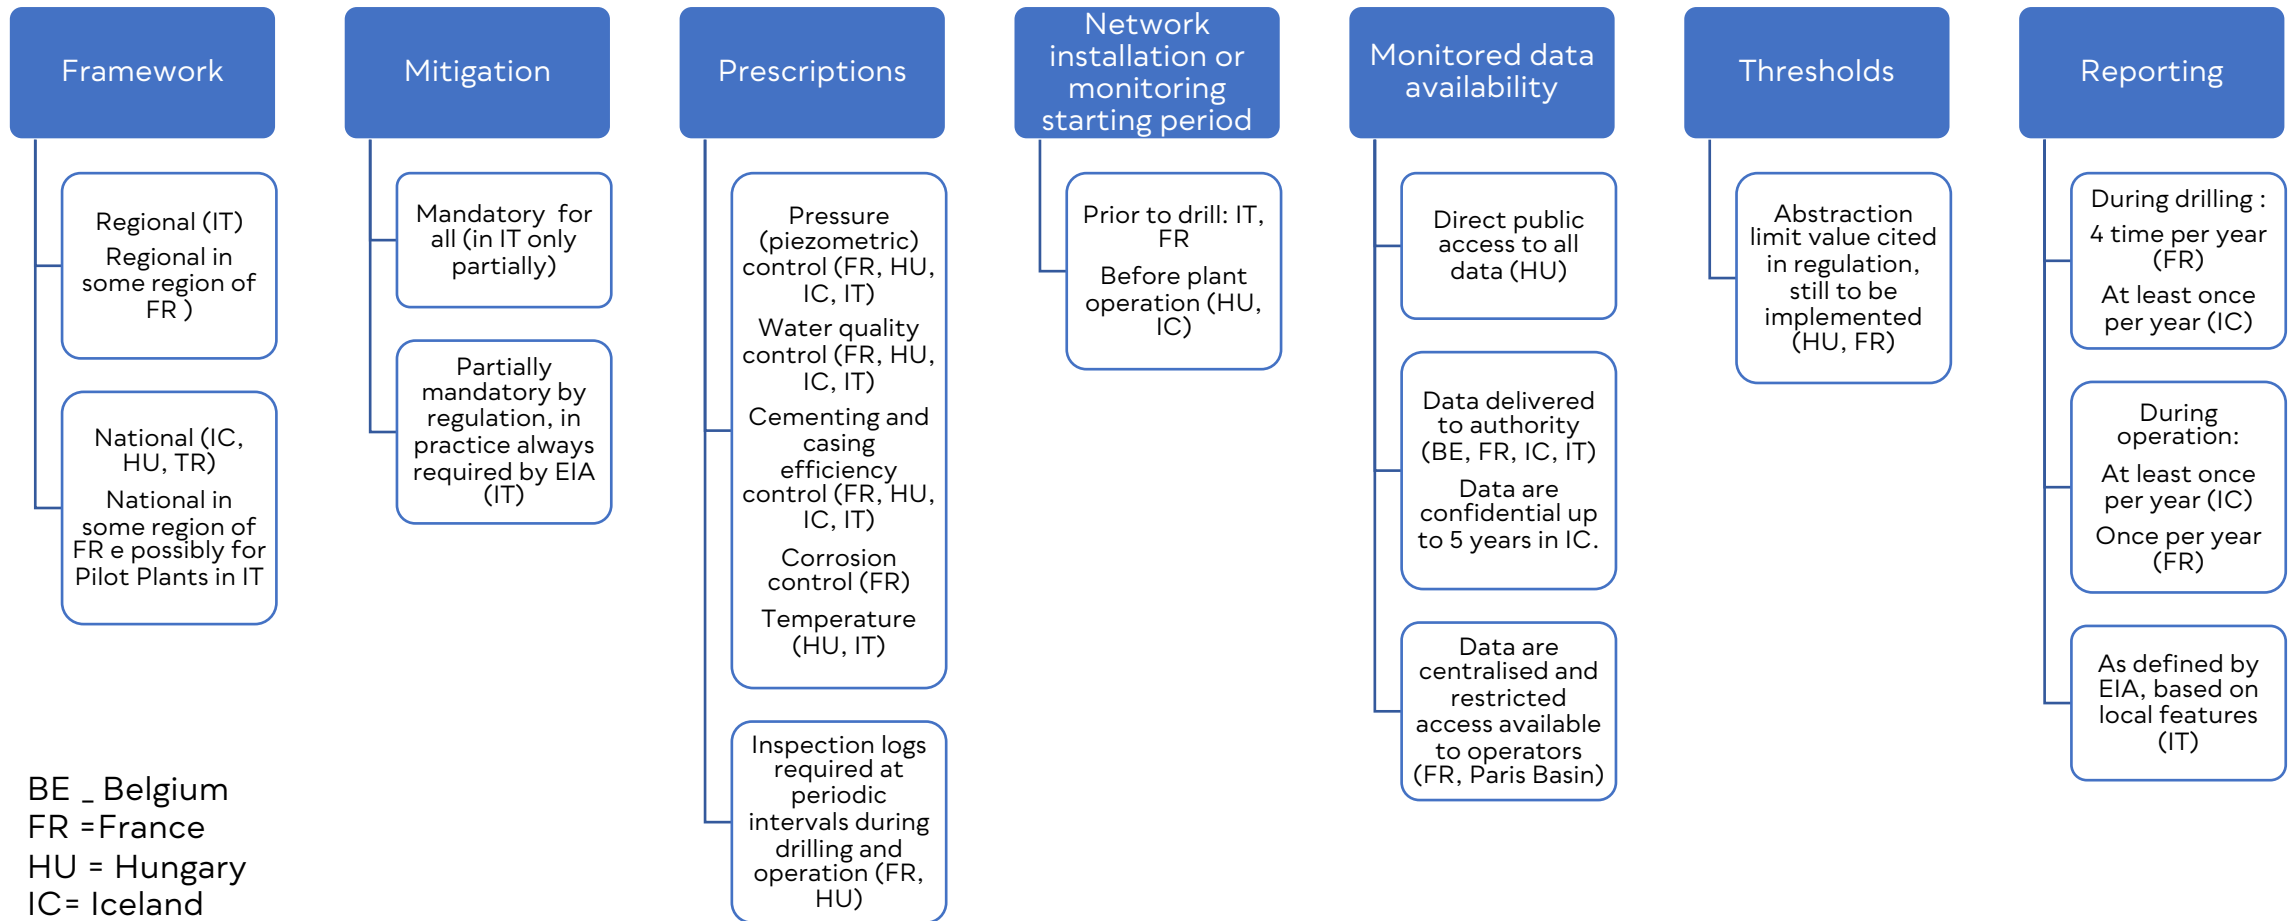 Framework
Regional (IT)
Regional in
some region of
FR )
National (IC,
HU, TR)
National in
some region of
FR e possibly for
Pilot Plants in IT
Mitigation
Mandatory for
all (in IT only
partially)
Partially
mandatory by
regulation, in
practice always
required by EIA
(IT)
Prescriptions
Pressure
(piezometric)
control (FR, HU,
IC, IT)
Water quality
control (FR, HU,
IC, IT)
Cementing and
casing
efficiency
control (FR, HU,
IC, IT)
Corrosion
control (FR)
Temperature
(HU, IT)
Inspection logs
required at
periodic
intervals during
drilling and
operation (FR,
HU)
Network
installation or
monitoring
starting period
Prior to drill: IT,
FR
Before plant
operation (HU,
IC)
Monitored data
availability
Direct public
access to all
data (HU)
Data delivered
to authority
(BE, FR, IC, IT)
Data are
confidential up
to 5 years in IC.
Data are
centralised and
restricted
access available
to operators
(FR, Paris Basin)
Thresholds
Abstraction
limit value cited
in regulation,
still to be
implemented
(HU, FR)
Reporting
During drilling :
4 time per year
(FR)
At least once
per year (IC)
During
operation:
At least once
per year (IC)
Once per year
(FR)
As defined by
EIA, based on
local features
(IT)
BE _ Belgium
FR =France
HU = Hungary
IC= Iceland